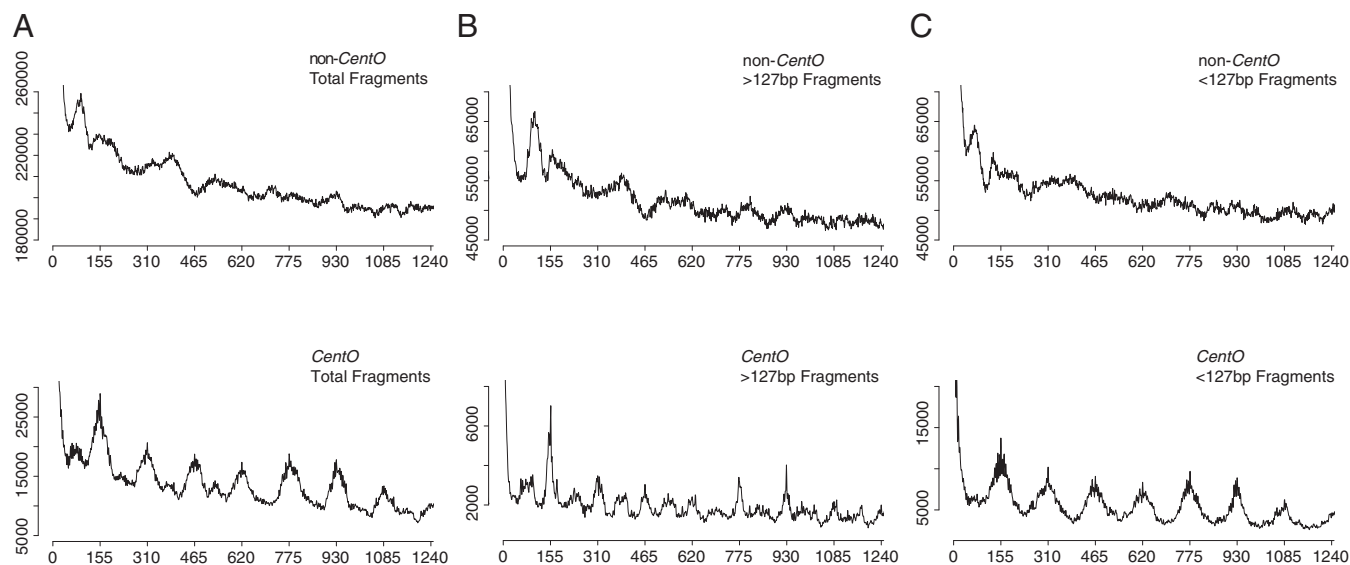 A
non-CentO
Total Fragments
260000
220000
180000
0 155 310 465 620 775 930 1085 1240
B
non-CentO
>127bp Fragments
65000
55000
45000
0 155 310 465 620 775 930 1085 1240
C
non-CentO
<127bp Fragments
65000
55000
45000
0 155 310 465 620 775 930 1085 1240
CentO
Total Fragments
25000
15000
5000
0 155 310 465 620 775 930 1085 1240
CentO
>127bp Fragments
6000
2000
0 155 310 465 620 775 930 1085 1240
CentO
<127bp Fragments
15000
5000
0 155 310 465 620 775 930 1085 1240